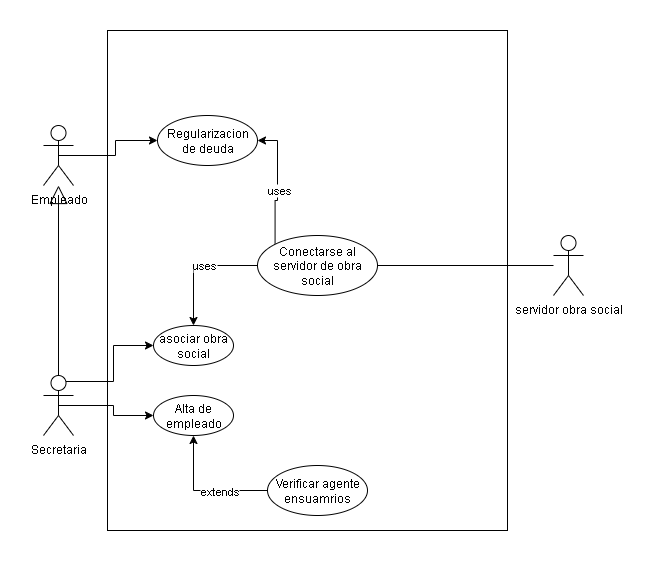 Regularizacion
de deuda
Empleado
uses
Conectarse al
servidor de obra
social
uses
servidor obra social
asociar obra
social
Alta de
empleado
Secretaria
Verificar agente
ensuamrios
extends